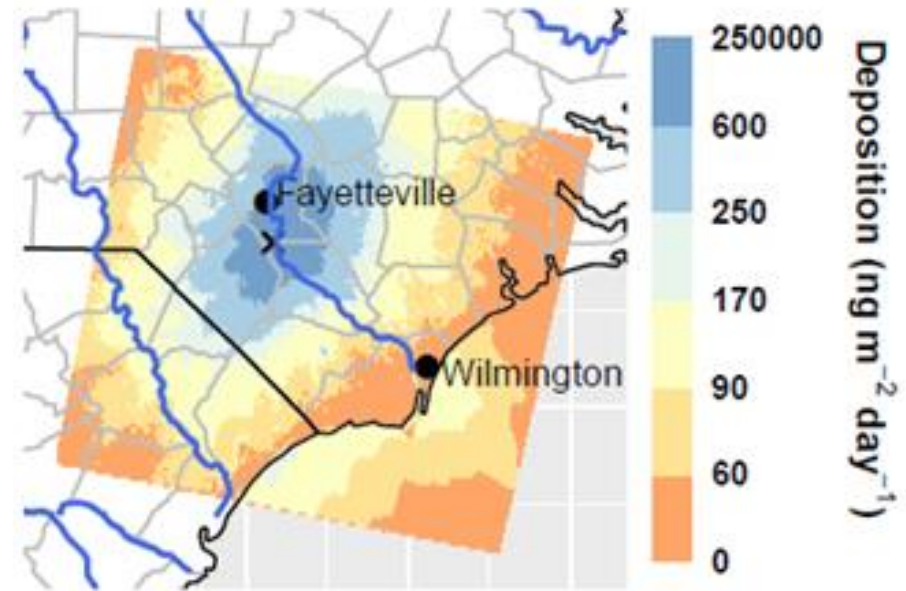 Fayetteville
Wilmington
250000
600
250
170
90
60
0
Deposition (ng m⁻² day⁻¹)